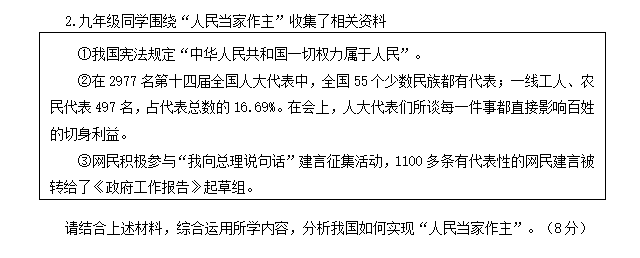 2.九年级同学围绕“人民当家作主”收集了相关资料
①我国宪法规定“中华人民共和国一切权力属于人民”。
②在2977名第十四届全国人大代表中，全国55个少数民族都有代表；一线工人、农
民代表497名，占代表总数的16.69%。在会上，人大代表们所谈每一件事都直接影响百姓
的切身利益。
③网民积极参与“我向总理说句话”建言征集活动，1100多条有代表性的网民建言被
转给了《政府工作报告》起草组。
请结合上述材料，综合运用所学内容，分析我国如何实现“人民当家作主”。（8分）